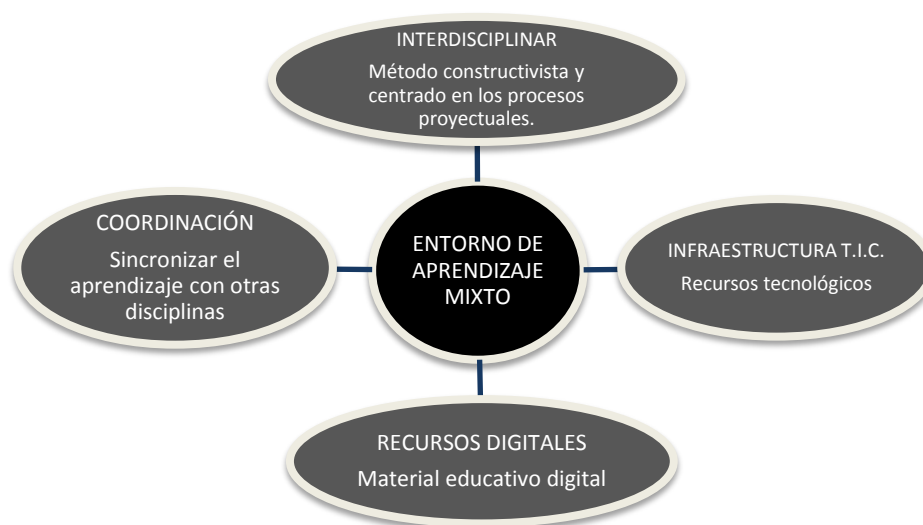 INTERDISCIPLINAR
Método constructivista y
centrado en los procesos
proyectuales.
COORDINACIÓN
Sincronizar el
aprendizaje con otras
disciplinas
ENTORNO DE
APRENDIZAJE
MIXTO
INFRAESTRUCTURA T.I.C.
Recursos tecnológicos
RECURSOS DIGITALES
Material educativo digital